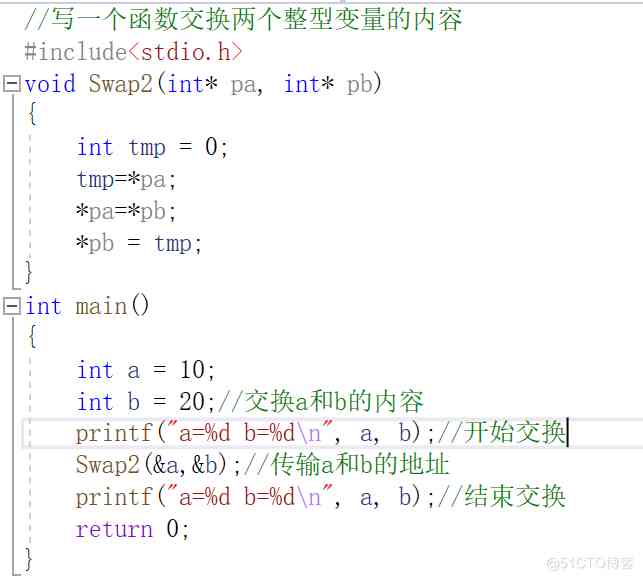 //写一个函数交换两个整型变量的内容
#include<stdio.h>
void Swap2(int* pa, int* pb)
{
    int tmp = 0;
    tmp=*pa;
    *pa=*pb;
    *pb = tmp;
}
int main()
{
    int a = 10;
    int b = 20;//交换a和b的内容
    printf("a=%d b=%d\n", a, b);//开始交换
    Swap2(&a,&b);//传输a和b的地址
    printf("a=%d b=%d\n", a, b);//结束交换
    return 0;
}
@51CTO博客